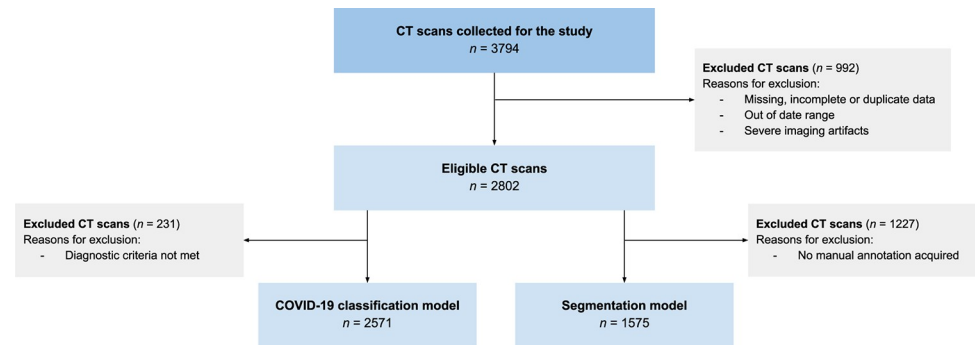 CT scans collected for the study
n = 3794
Excluded CT scans (n = 992)
Reasons for exclusion:
- Missing, incomplete or duplicate data
- Out of date range
- Severe imaging artifacts
Eligible CT scans
n = 2802
Excluded CT scans (n = 231)
Reasons for exclusion:
- Diagnostic criteria not met
Excluded CT scans (n = 1227)
Reasons for exclusion:
- No manual annotation acquired
COVID-19 classification model
n = 2571
Segmentation model
n = 1575